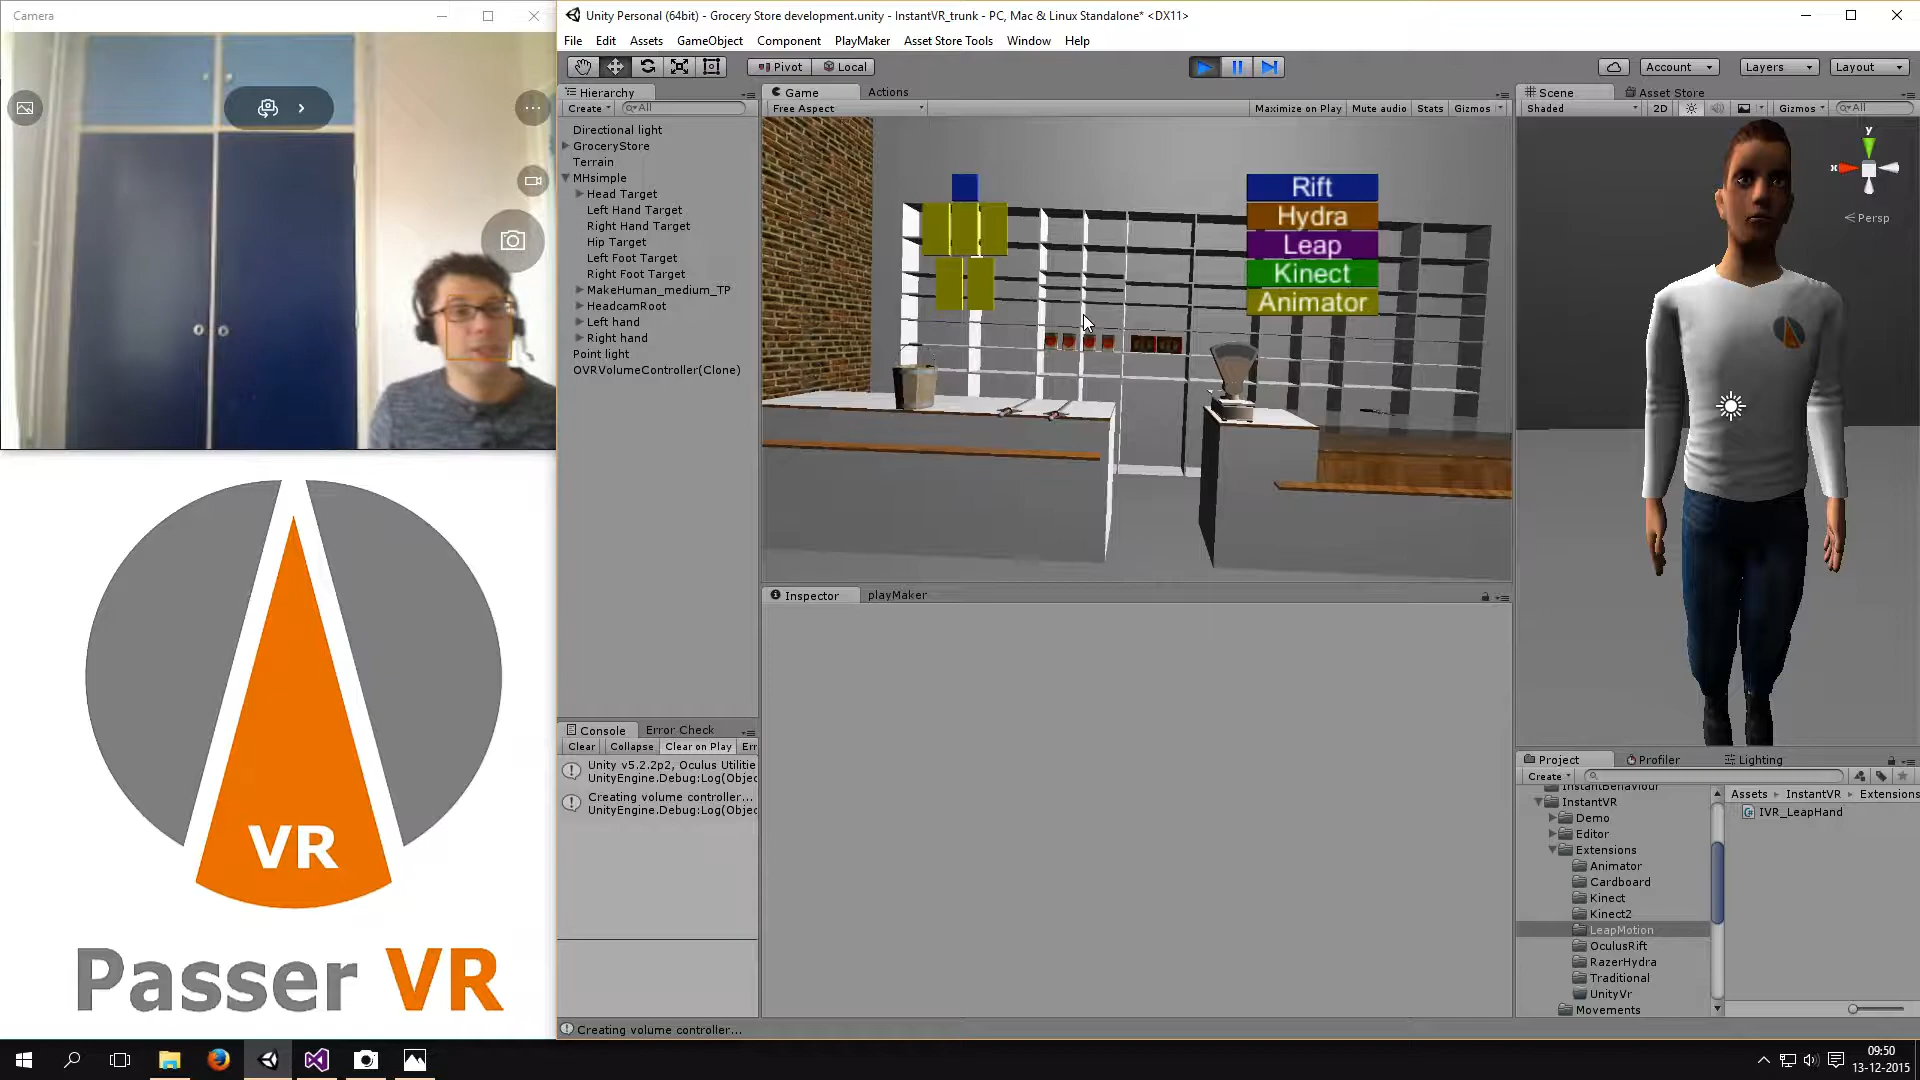 Camera
VR
Passer VR
Unity Personal (64bit) - Grocery Store development.unity - InstantVR_trunk - PC, Mac & Linux Standalone* <DX11>
File Edit Assets GameObject Component PlayMaker Asset Store Tools Window Help
Pivot Local
Account Layers Layout
Hierarchy
Create All
Directional light
GroceryStore
Terrain
MHsimple
Head Target
Left Hand Target
Right Hand Target
Hip Target
Left Foot Target
Right Foot Target
MakeHuman_medium_TP
HeadcamRoot
Left hand
Right hand
Point light
OVRVolumeController(Clone)
Game Actions
Free Aspect Maximize on Play Mute audio Stats Gizmos
Rift
Hydra
Leap
Kinect
Animator
Inspector playMaker
Scene Asset Store
Shaded 2D Gizmos All
y
x
Persp
Console Error Check
Clear Collapse Clear on Play Err
Unity v5.2.2p2, Oculus Utilitie
UnityEngine.Debug:Log(Objec
Creating volume controller...
UnityEngine.Debug:Log(Objec
Creating volume controller...
Project Profiler Lighting
Create
InstantBehaviour
InstantVR
Demo
Editor
Extensions
Animator
Cardboard
Kinect
Kinect2
LeapMotion
OculusRift
RazerHydra
Traditional
UnityVr
Movements
Assets InstantVR Extensions
IVR_LeapHand
09:50
13-12-2015